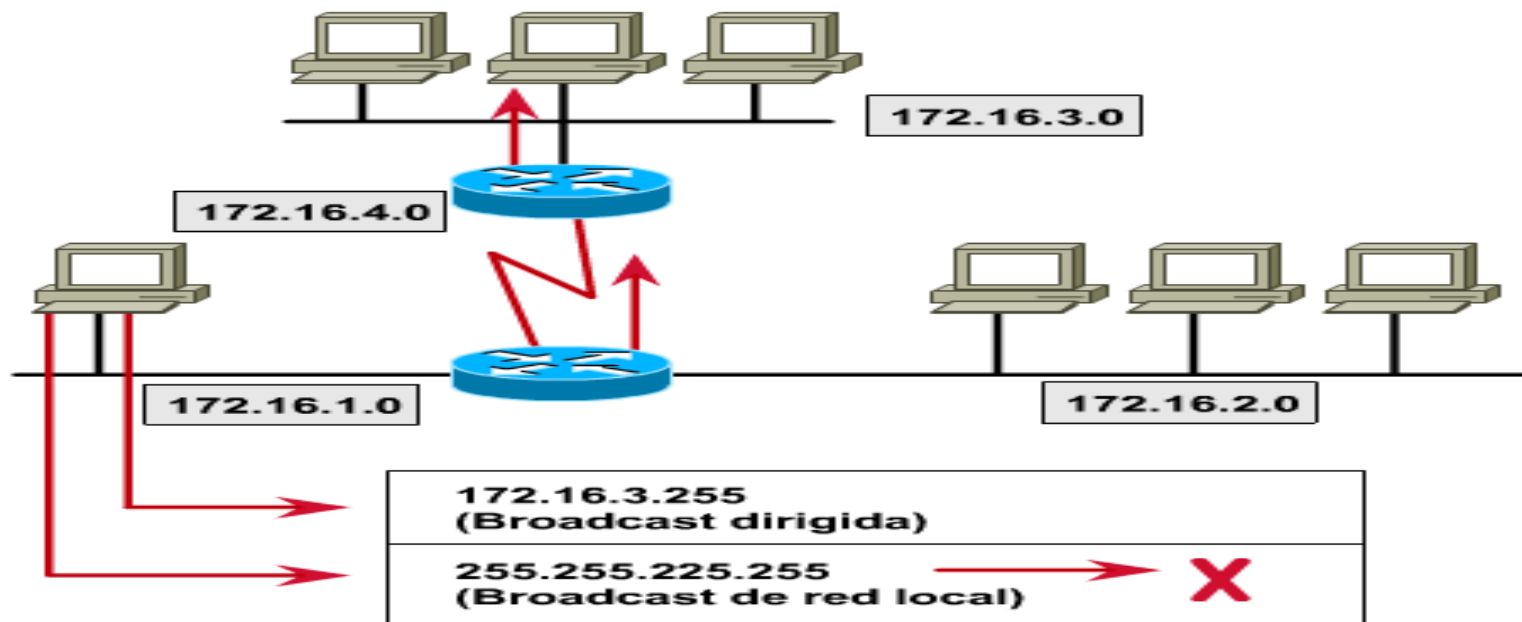 172.16.3.0
172.16.4.0
172.16.1.0
172.16.2.0
172.16.3.255
(Broadcast dirigida)
255.255.225.255
(Broadcast de red local)
X